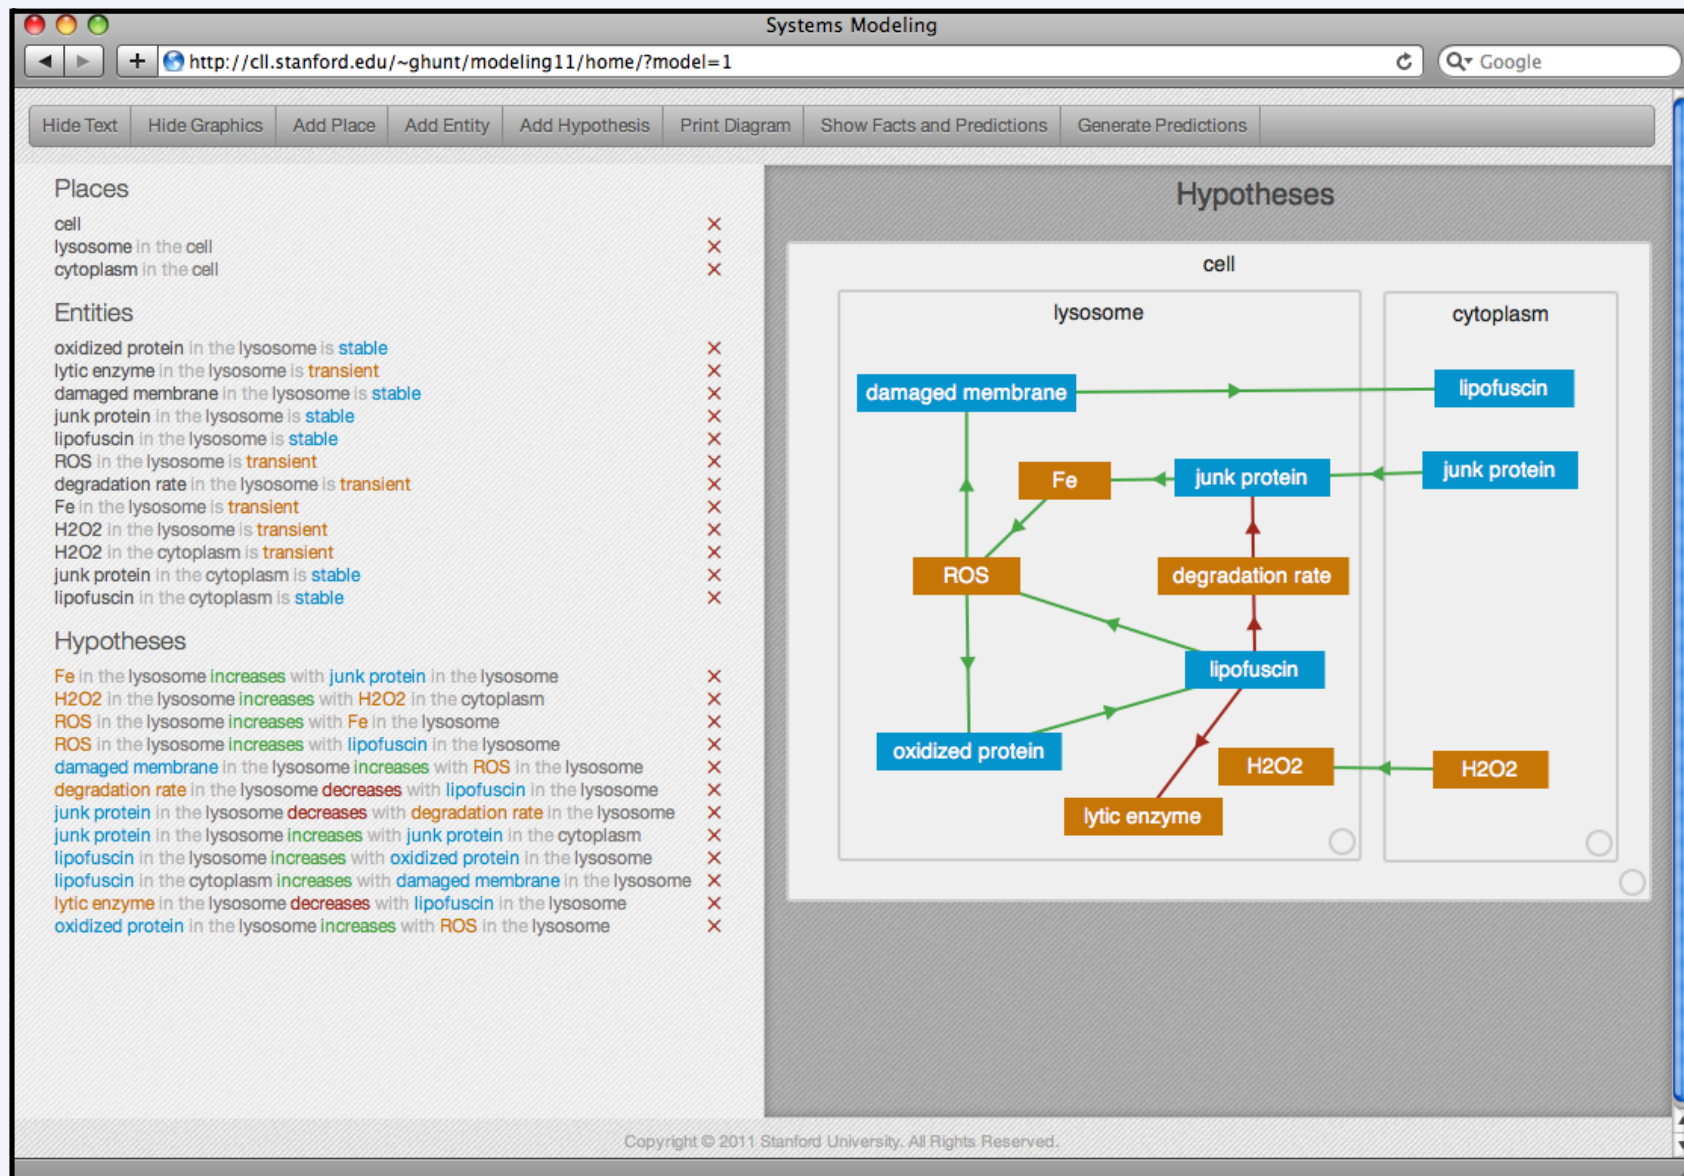 Systems Modeling
http://cll.stanford.edu/~ghunt/modeling11/home/?model=1
Google
Hide Text Hide Graphics Add Place Add Entity Add Hypothesis Print Diagram Show Facts and Predictions Generate Predictions
Places
cell
lysosome in the cell
cytoplasm in the cell
Entities
oxidized protein in the lysosome is stable
lytic enzyme in the lysosome is transient
damaged membrane in the lysosome is stable
junk protein in the lysosome is stable
lipofuscin in the lysosome is stable
ROS in the lysosome is transient
degradation rate in the lysosome is transient
Fe in the lysosome is transient
H2O2 in the lysosome is transient
H2O2 in the cytoplasm is transient
junk protein in the cytoplasm is stable
lipofuscin in the cytoplasm is stable
Hypotheses
Fe in the lysosome increases with junk protein in the lysosome
H2O2 in the lysosome increases with H2O2 in the cytoplasm
ROS in the lysosome increases with Fe in the lysosome
ROS in the lysosome increases with lipofuscin in the lysosome
damaged membrane in the lysosome increases with ROS in the lysosome
degradation rate in the lysosome decreases with lipofuscin in the lysosome
junk protein in the lysosome decreases with degradation rate in the lysosome
junk protein in the lysosome increases with junk protein in the cytoplasm
lipofuscin in the lysosome increases with oxidized protein in the lysosome
lipofuscin in the cytoplasm increases with damaged membrane in the lysosome
lytic enzyme in the lysosome decreases with lipofuscin in the lysosome
oxidized protein in the lysosome increases with ROS in the lysosome
Hypotheses
cell
lysosome
cytoplasm
damaged membrane
lipofuscin
Fe
junk protein
junk protein
ROS
degradation rate
lipofuscin
oxidized protein
H2O2
H2O2
lytic enzyme
Copyright © 2011 Stanford University. All Rights Reserved.